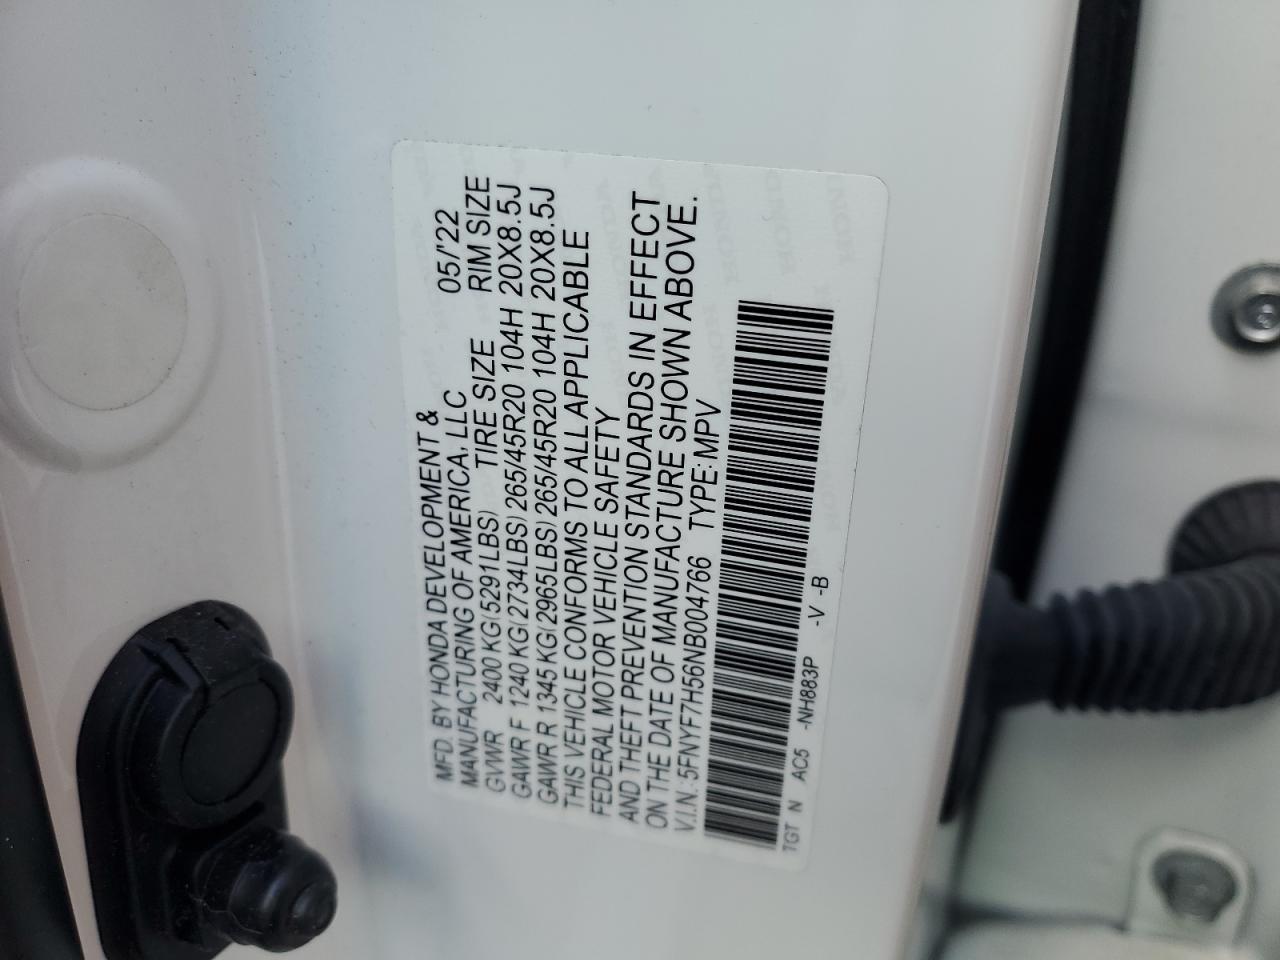 MFD. BY HONDA DEVELOPMENT & 05/'22
MANUFACTURING OF AMERICA, LLC
GVWR 2400 KG(5291LBS) TIRE SIZE RIM SIZE
GAWR F 1240 KG(2734LBS) 265/45R20 104H 20X8.5J
GAWR R 1345 KG(2965LBS) 265/45R20 104H 20X8.5J
THIS VEHICLE CONFORMS TO ALL APPLICABLE
FEDERAL MOTOR VEHICLE SAFETY
AND THEFT PREVENTION STANDARDS IN EFFECT
ON THE DATE OF MANUFACTURE SHOWN ABOVE.
V.I.N.:5FNYF7H56NB004766 TYPE:MPV
TGT N AC5 -NH883P -V -B